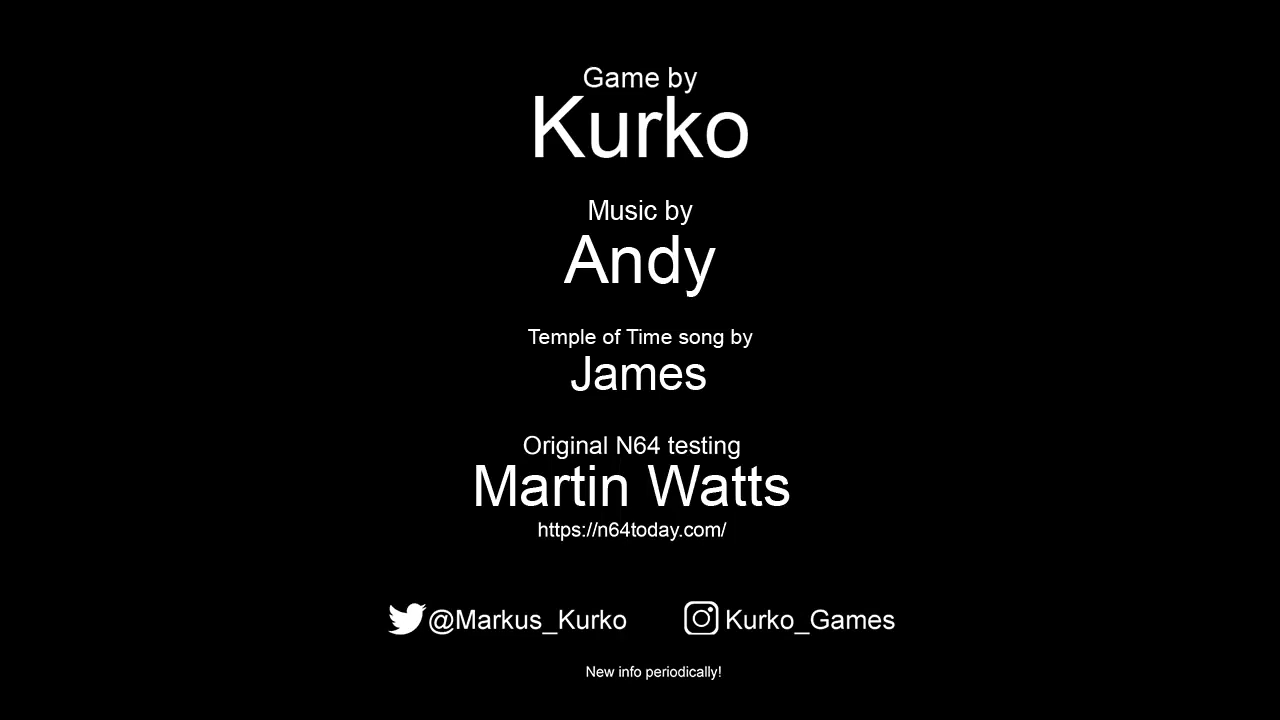 Game by
Kurko
Music by
Andy
Temple of Time song by
James
Original N64 testing
Martin Watts
https://n64today.com/
@Markus_Kurko
Kurko_Games
New info periodically!